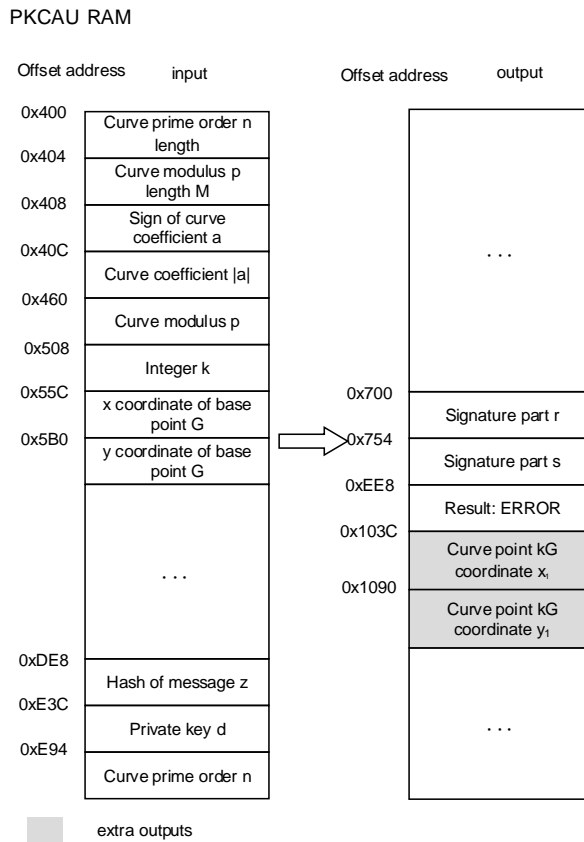 PKCAU RAM
Offset address input Offset address output
0x400
Curve prime order n
length
0x404
Curve modulus p
length M
0x408
Sign of curve
coefficient a
0x40C
Curve coefficient |a|
0x460
Curve modulus p
0x508
Integer k
0x55C
x coordinate of base
point G
0x5B0
y coordinate of base
point G
...
0xDE8
Hash of message z
0xE3C
Private key d
0xE94
Curve prime order n
...
0x700
Signature part r
0x754
Signature part s
0xEE8
Result: ERROR
0x103C
Curve point kG
coordinate x₁
0x1090
Curve point kG
coordinate y₁
...
extra outputs